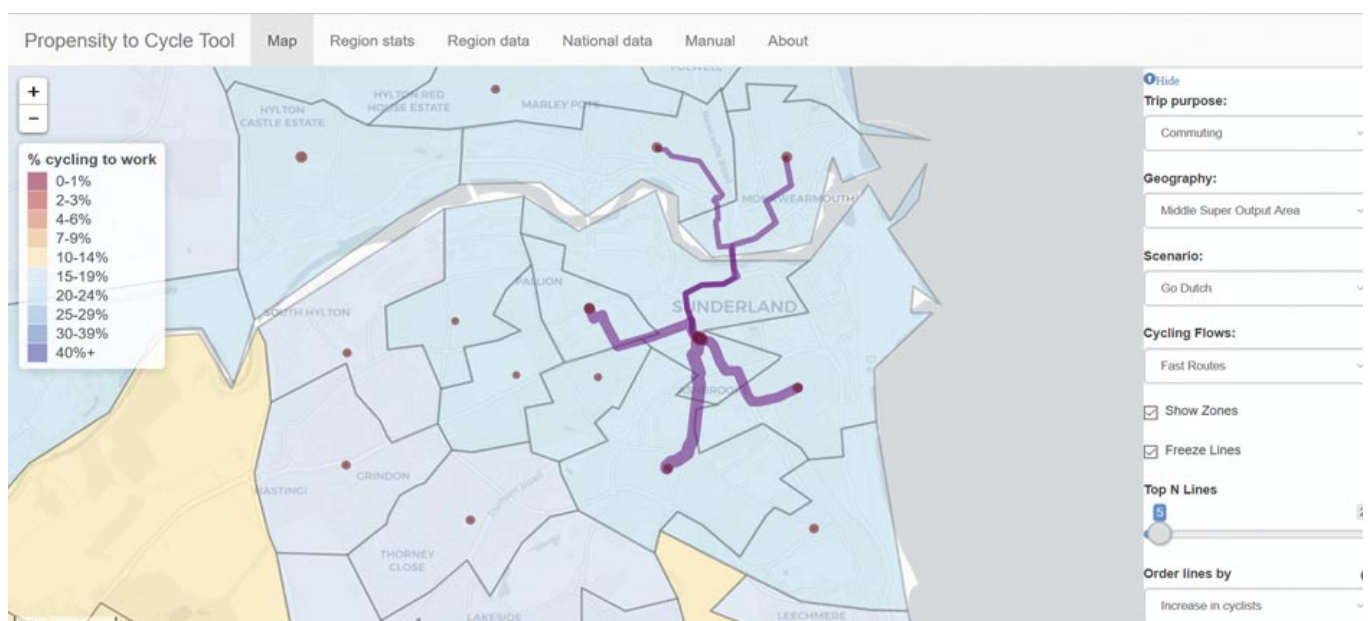 Propensity to Cycle Tool Map Region stats Region data National data Manual About
+
−
% cycling to work
0-1%
2-3%
4-6%
7-9%
10-14%
15-19%
20-24%
25-29%
30-39%
40%+
HYLTON
CASTLE ESTATE
HYLTON RED
HOUSE ESTATE
MARLEY POTS
MONKWEARMOUTH
PALLION
SUNDERLAND
SOUTH HYLTON
ASHBROOKE
GRINDON
HASTINGS
Durham Road
THORNEY
CLOSE
LAKESIDE
LEECHMERE
Hide
Trip purpose:
Commuting
Geography:
Middle Super Output Area
Scenario:
Go Dutch
Cycling Flows:
Fast Routes
Show Zones
Freeze Lines
Top N Lines
5
2
Order lines by
Increase in cyclists